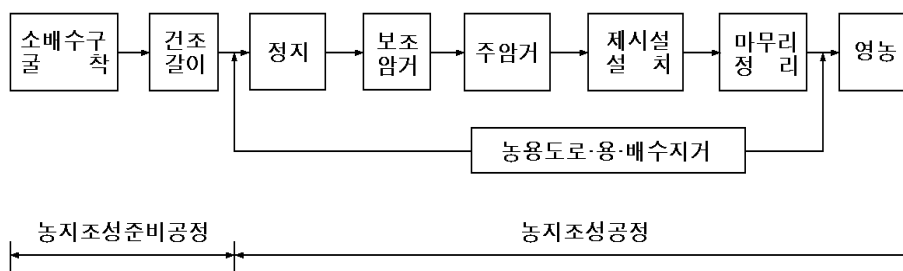 소배수구
굴 착
건조
갈이
정지
보조
암거
주암거
제시설
설 치
마무리
정 리
영농
농용도로·용·배수지거
농지조성준비공정
농지조성공정